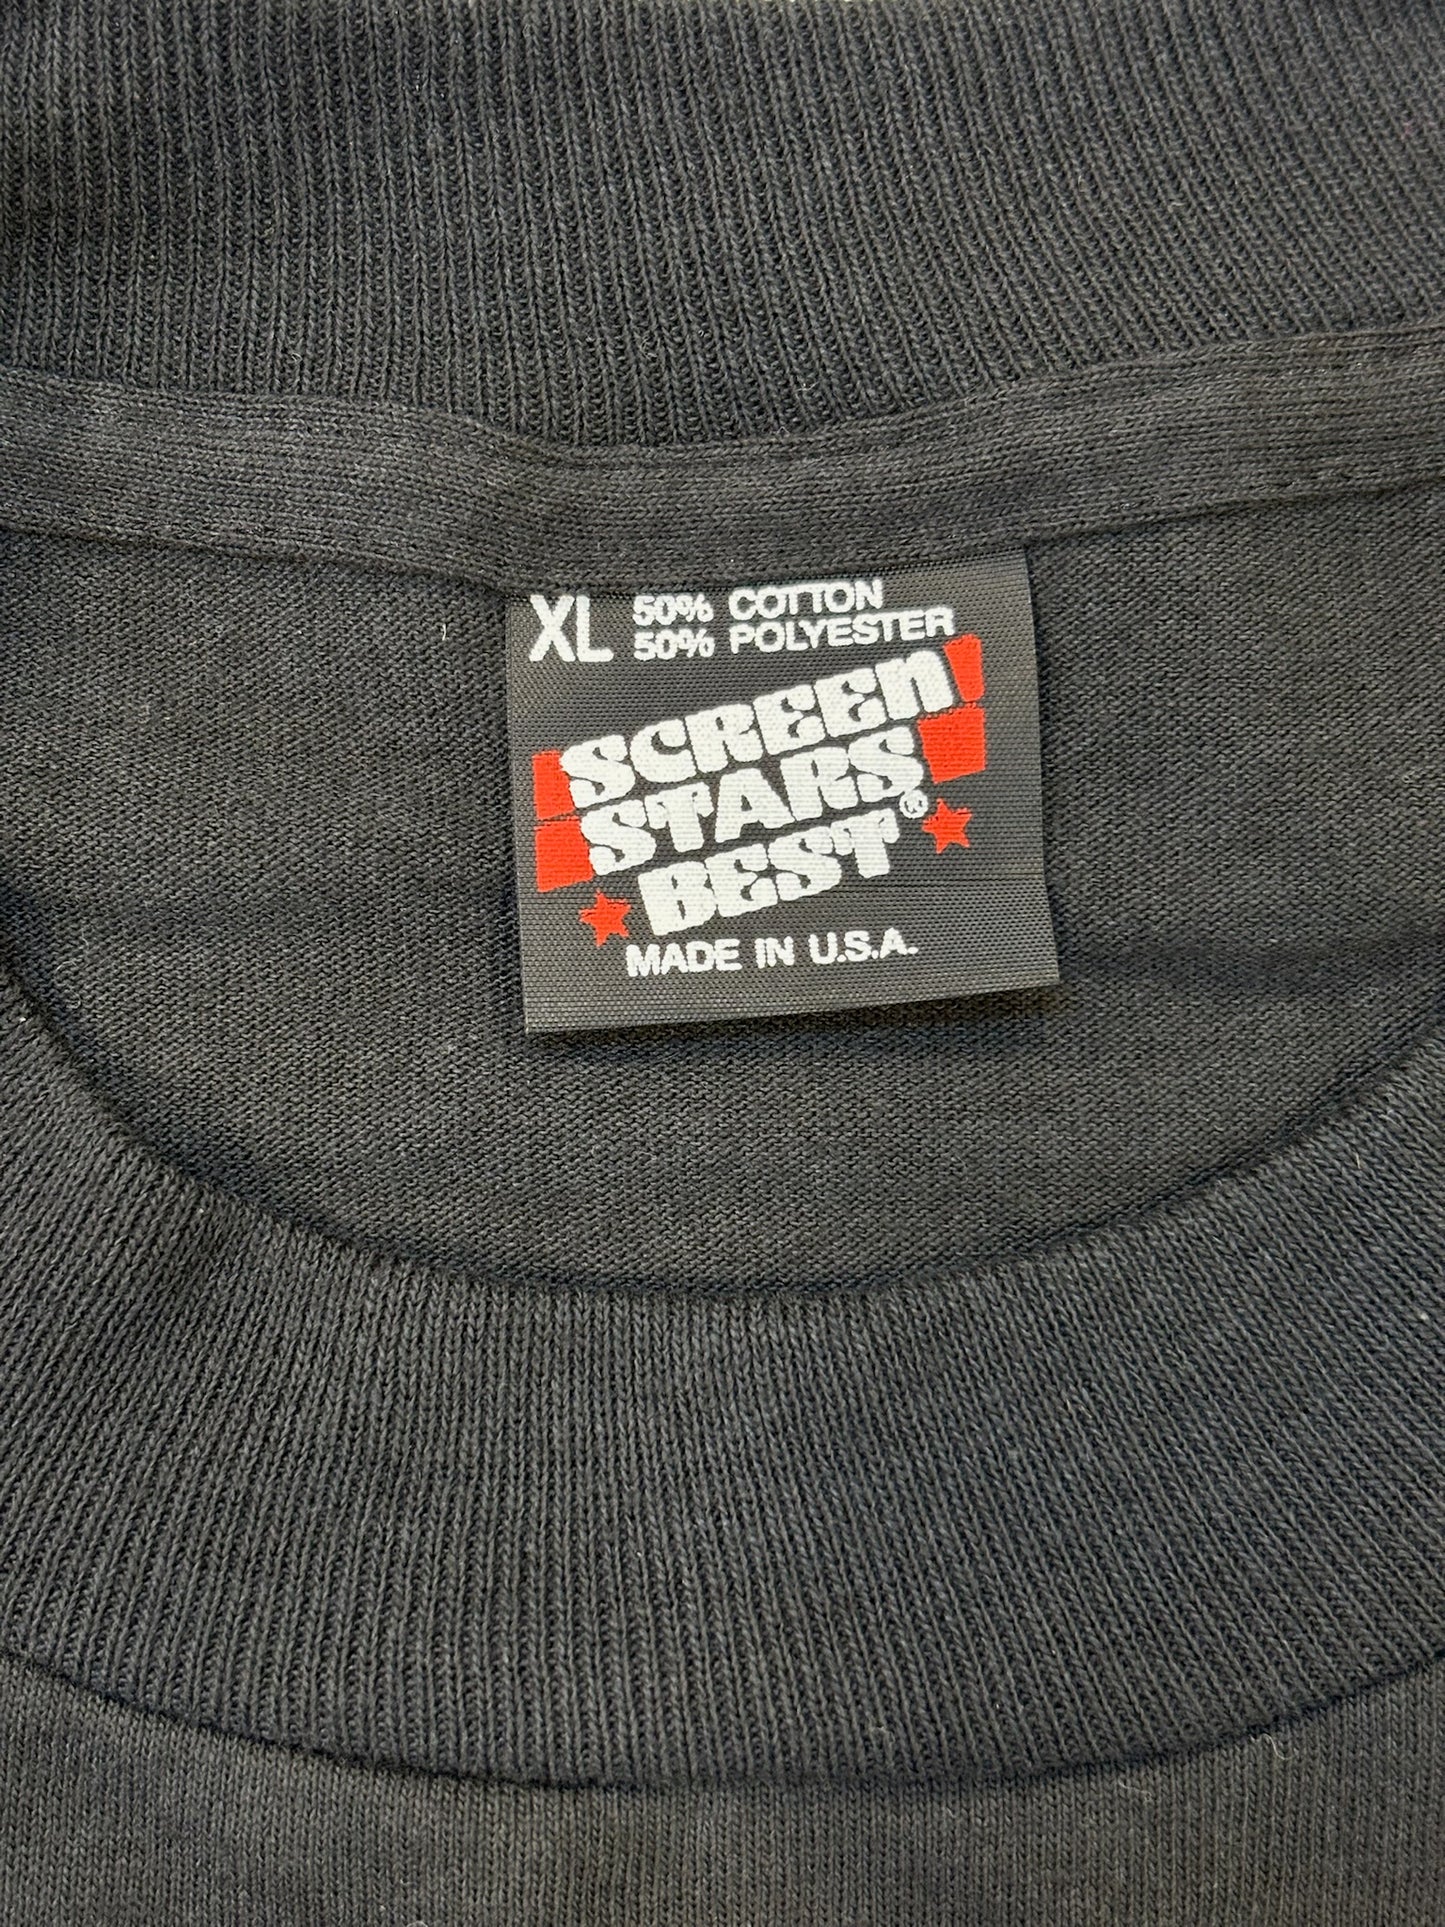 XL 50% COTTON
50% POLYESTER
SCREEN
STARS
BEST®
MADE IN U.S.A.